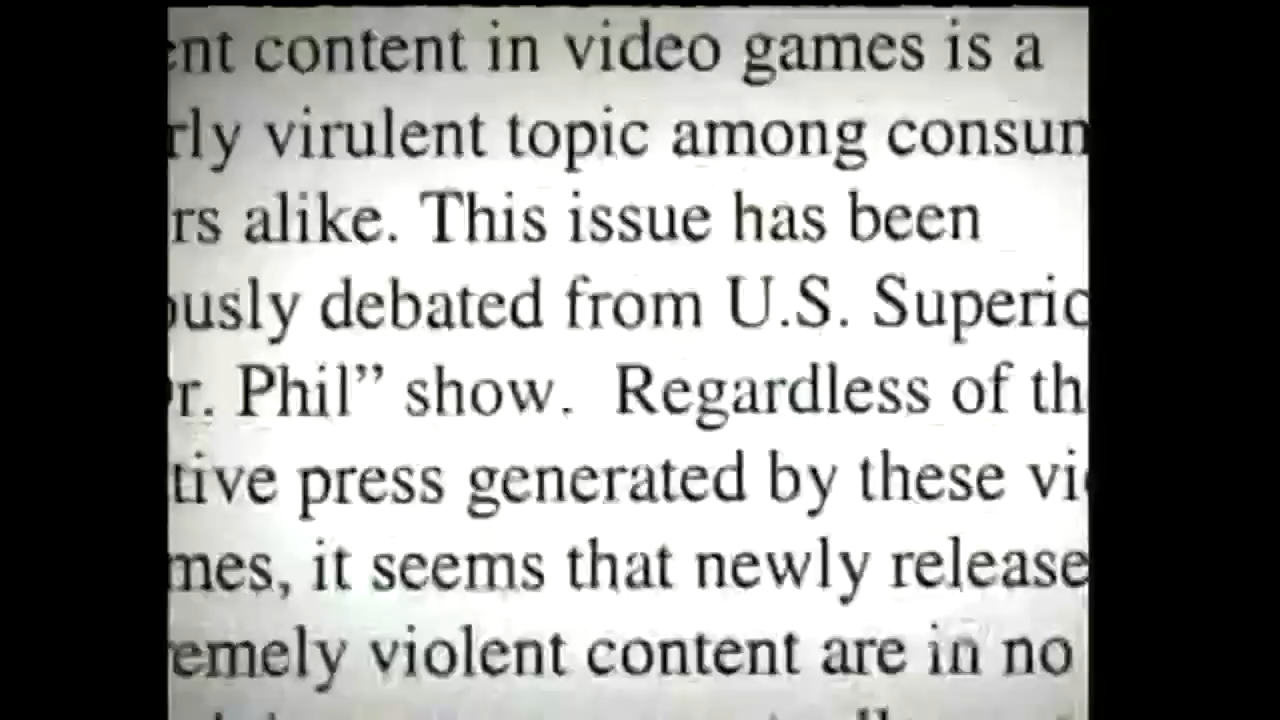 ent content in video games is a
rly virulent topic among consum
rs alike. This issue has been
ously debated from U.S. Superio
r. Phil” show. Regardless of th
tive press generated by these vi
mes, it seems that newly release
emely violent content are in no